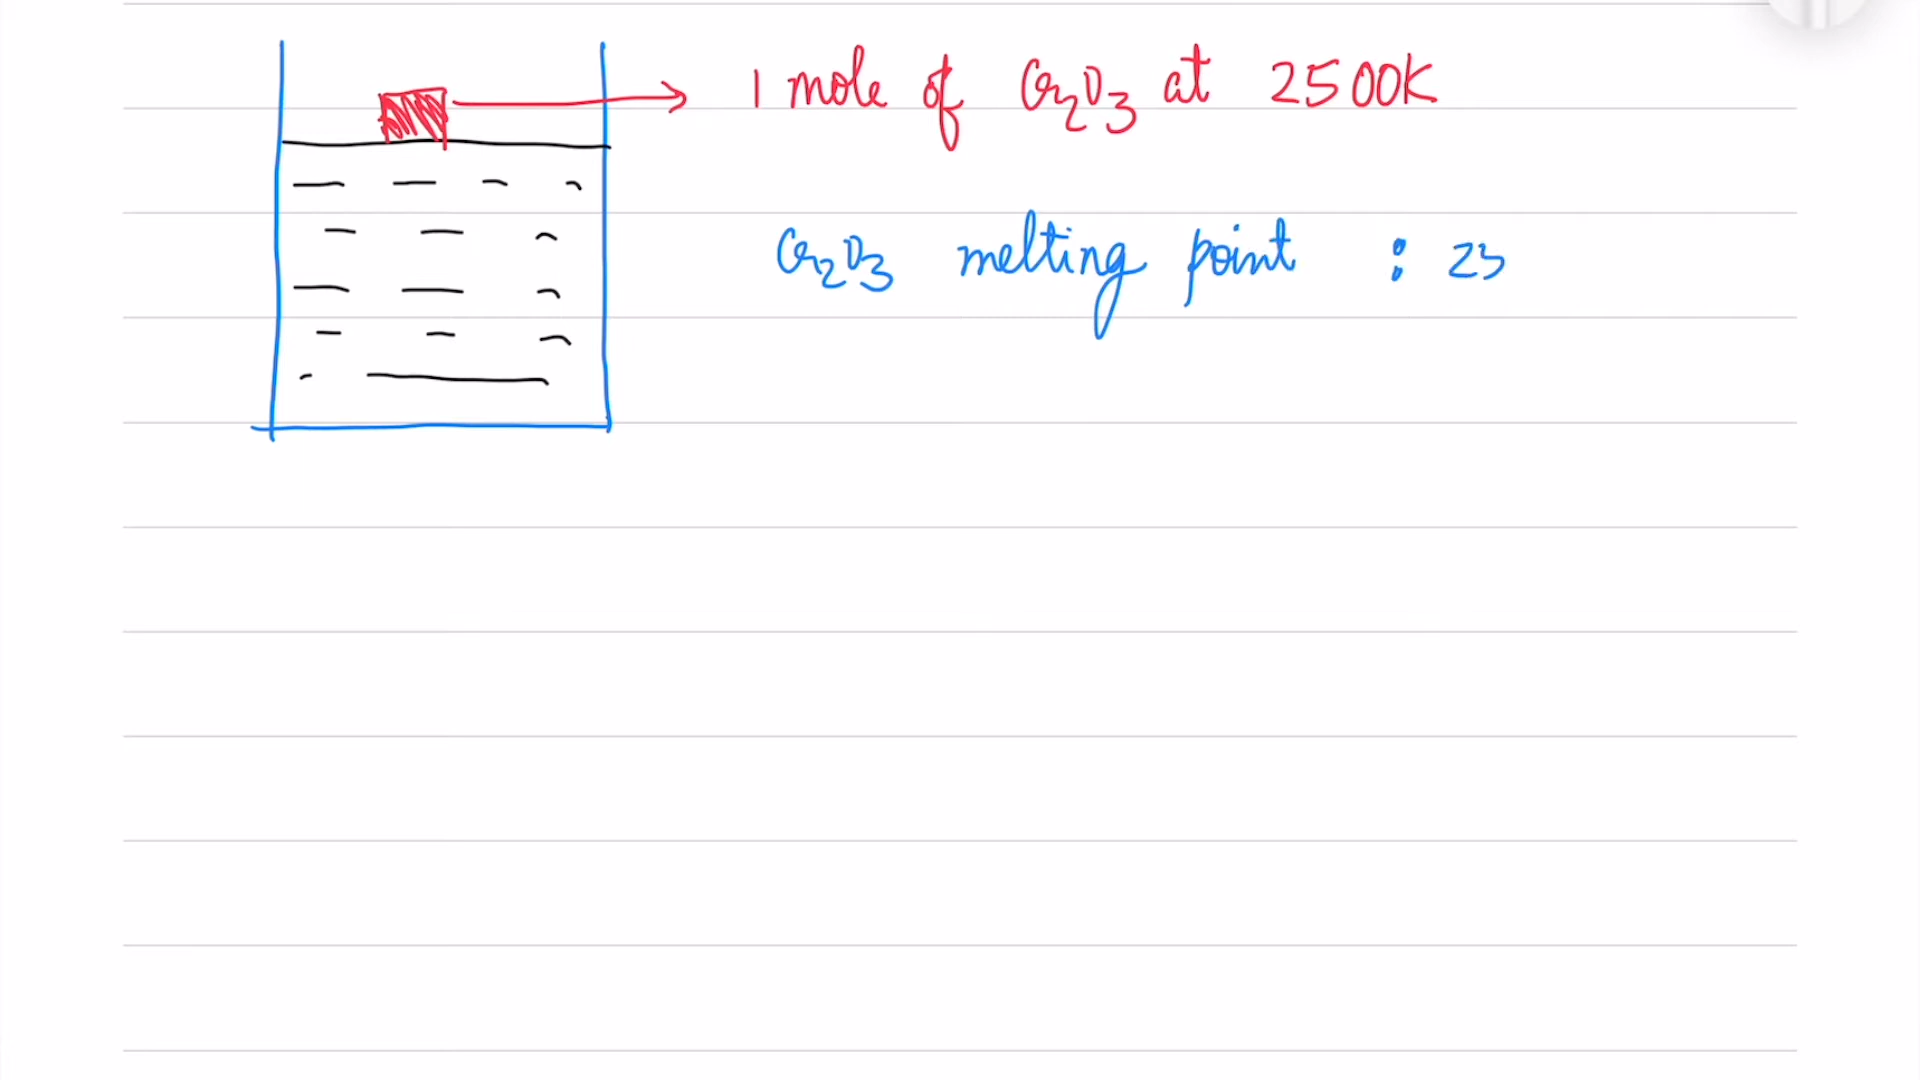 1 mole of Cr2O3 at 2500K
Cr2O3 melting point : 23